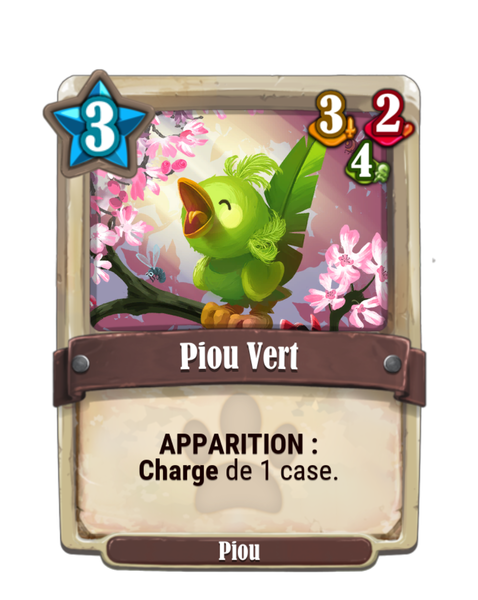 3
3 2
4
Piou Vert
APPARITION :
Charge de 1 case.
Piou